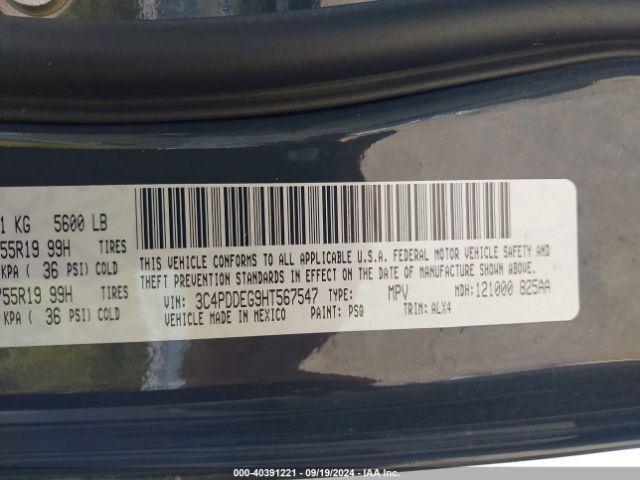 1 KG 5600 LB
55R19 99H TIRES
KPA ( 36 PSI) COLD
55R19 99H TIRES
KPA ( 36 PSI) COLD
THIS VEHICLE CONFORMS TO ALL APPLICABLE U.S.A. FEDERAL MOTOR VEHICLE SAFETY AND
THEFT PREVENTION STANDARDS IN EFFECT ON THE DATE OF MANUFACTURE SHOWN ABOVE.
VIN: 3C4PDDEG9HT567547 TYPE: MPV MDH: 121000 825AA
VEHICLE MADE IN MEXICO PAINT: PSQ TRIM: ALX4
000-40391221 - 09/19/2024 - IAA Inc.